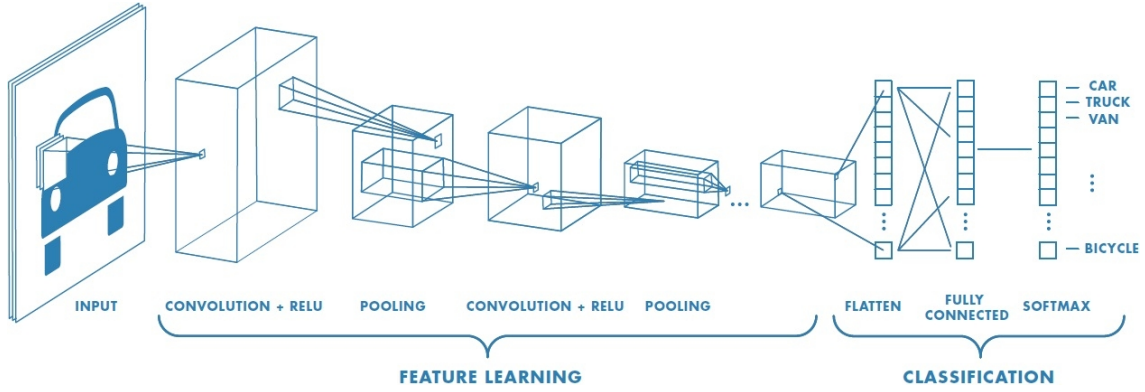 CAR
TRUCK
VAN
BICYCLE
INPUT
CONVOLUTION + RELU
POOLING
CONVOLUTION + RELU
POOLING
FLATTEN
FULLY
CONNECTED
SOFTMAX
FEATURE LEARNING
CLASSIFICATION